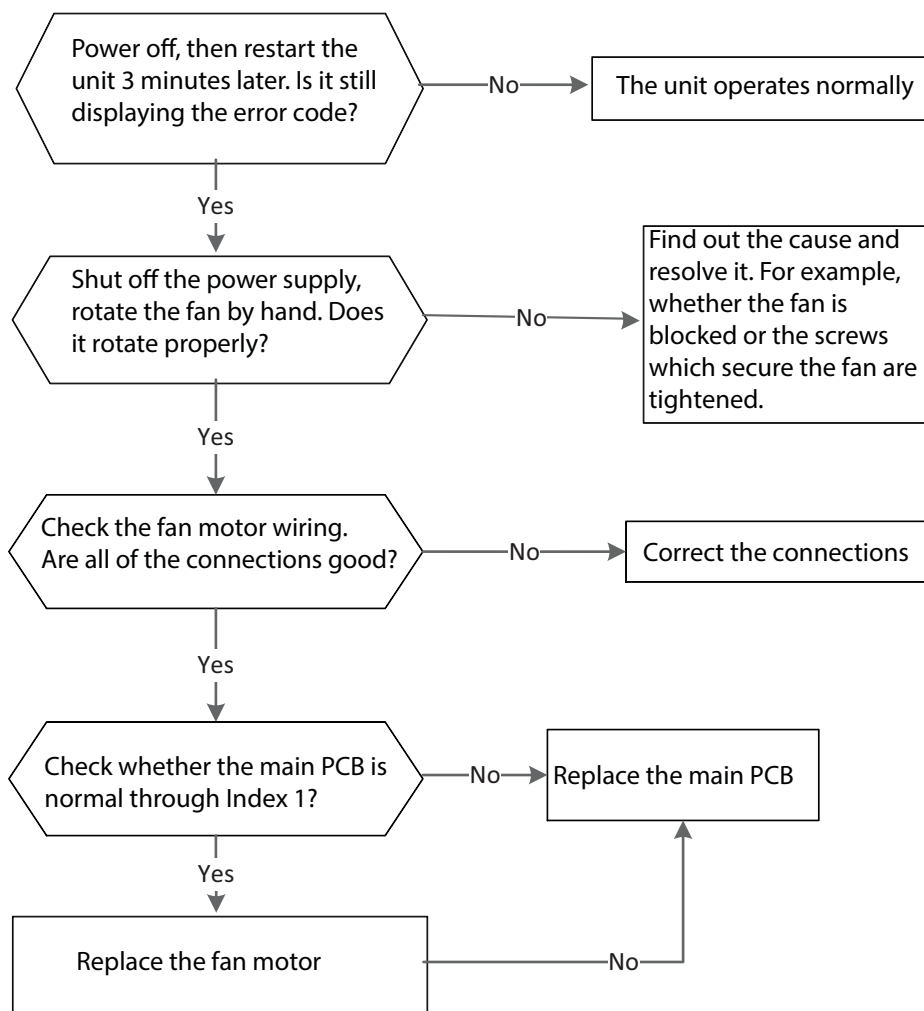 Power off, then restart the
unit 3 minutes later. Is it still
displaying the error code?
No
The unit operates normally
Yes
Shut off the power supply,
rotate the fan by hand. Does
it rotate properly?
No
Find out the cause and
resolve it. For example,
whether the fan is
blocked or the screws
which secure the fan are
tightened.
Yes
Check the fan motor wiring.
Are all of the connections good?
No
Correct the connections
Yes
Check whether the main PCB is
normal through Index 1?
No
Replace the main PCB
Yes
Replace the fan motor
No